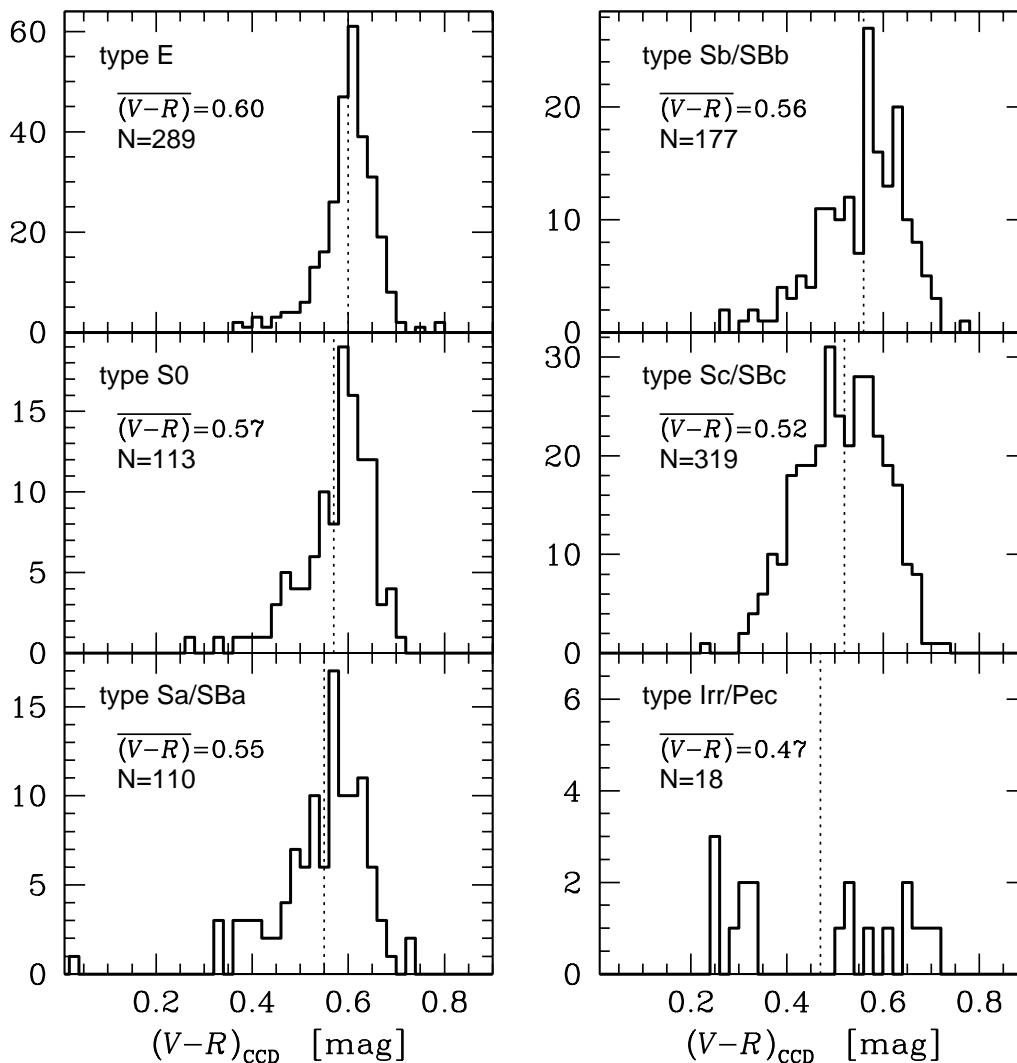 60
40
20
0
type E
(V−R)=0.60
N=289
20
10
0
type Sb/SBb
(V−R)=0.56
N=177
15
10
5
0
type S0
(V−R)=0.57
N=113
30
20
10
0
type Sc/SBc
(V−R)=0.52
N=319
15
10
5
0
type Sa/SBa
(V−R)=0.55
N=110
6
4
2
0
type Irr/Pec
(V−R)=0.47
N=18
0.2 0.4 0.6 0.8
(V−R)CCD [mag]
0.2 0.4 0.6 0.8
(V−R)CCD [mag]